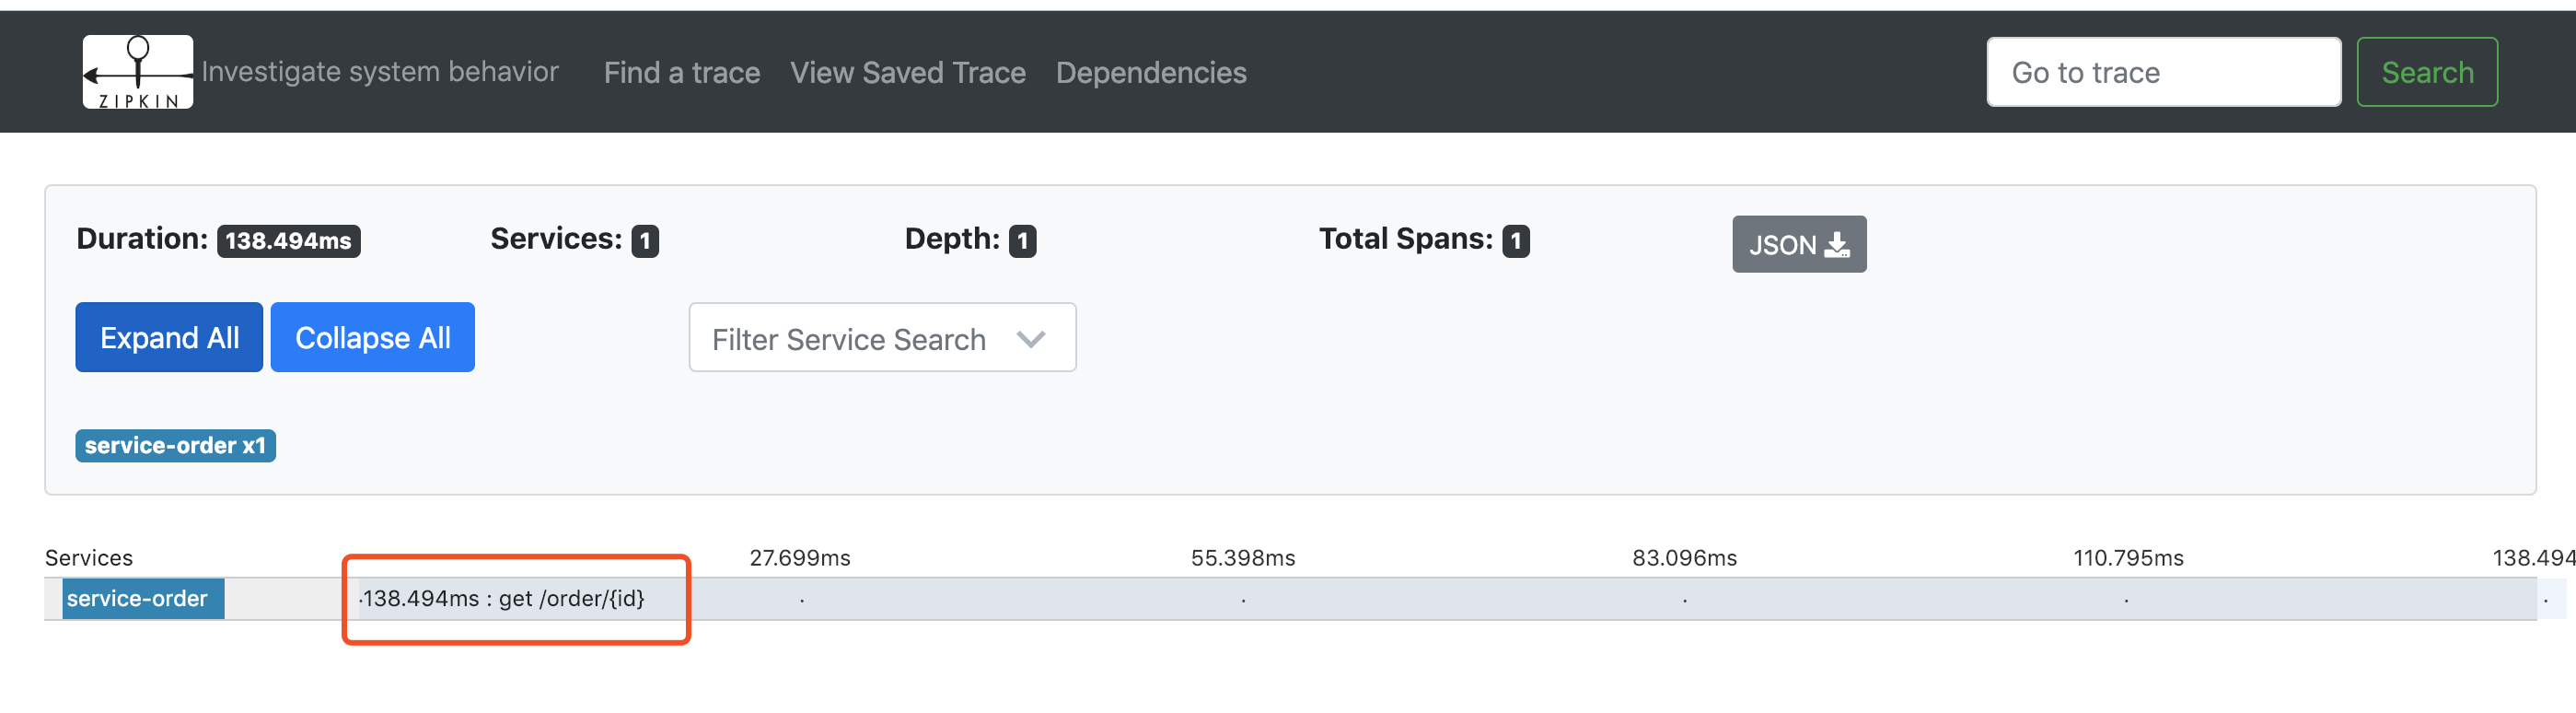 ZIPKIN Investigate system behavior Find a trace View Saved Trace Dependencies Go to trace Search
Duration: 138.494ms Services: 1 Depth: 1 Total Spans: 1 JSON
Expand All Collapse All Filter Service Search
service-order x1
Services 27.699ms 55.398ms 83.096ms 110.795ms 138.494
service-order ·138.494ms : get /order/{id} . . . . .